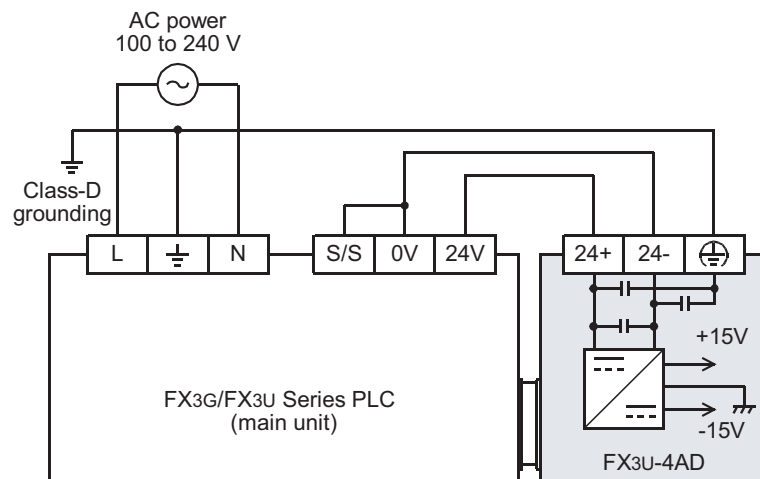 AC power
100 to 240 V
Class-D
grounding
L
N
S/S
0V
24V
24+
24-
+15V
-15V
FX3G/FX3U Series PLC
(main unit)
FX3U-4AD